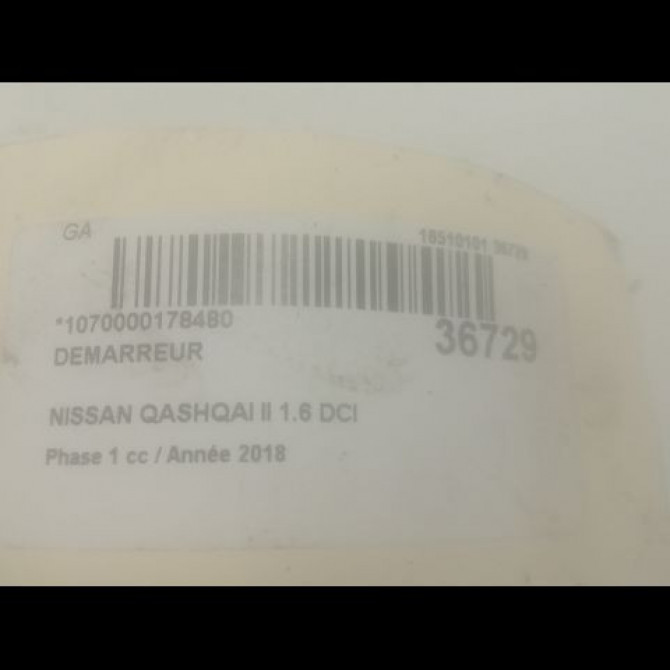 GA
18510101 36729
*1070000178480
36729
DEMARREUR
NISSAN QASHQAI II 1.6 DCI
Phase 1 cc / Année 2018